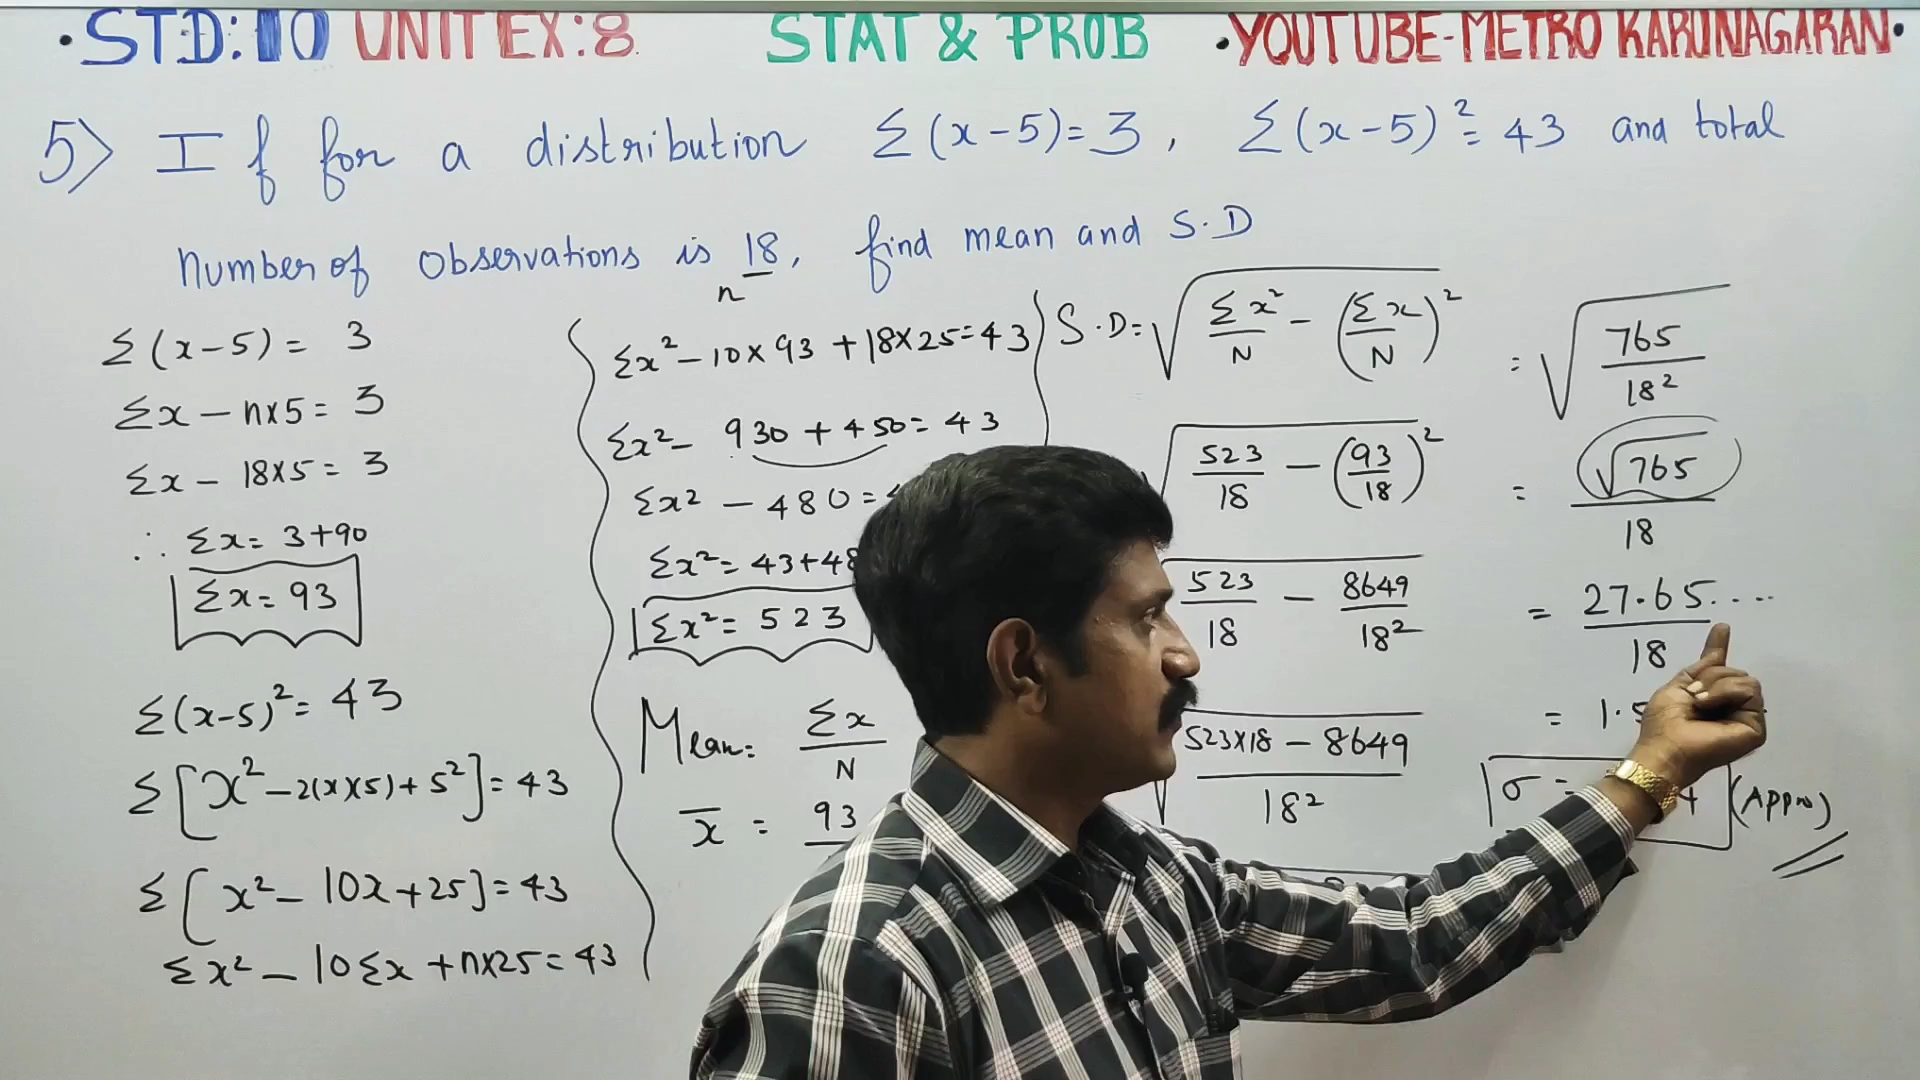 • STD: 10 UNIT EX: 8 STAT & PROB • YOUTUBE-METRO KARUNAGARAN •
5) If for a distribution Σ(x-5)=3, Σ(x-5)²=43 and total
number of observations is 18, find mean and S.D
n
Σ(x-5)= 3
Σx - n×5= 3
Σx - 18×5= 3
∴ Σx= 3+90
Σx= 93
Σ(x-5)²= 43
Σ[x²-2(x)(5)+5²]=43
Σ[x²-10x+25]=43
Σx²-10Σx+n×25=43
Σx²-10×93+18×25=43
Σx²- 930+450=43
Σx² - 480=
Σx²= 43+48
Σx²= 523
Mean= Σx/N
x̄ = 93
S.D= √(Σx²/N - (Σx/N)²)
√(523/18 - (93/18)²)
523/18 - 8649/18²
√(523×18 - 8649/18²)
= √(765/18²)
= √765/18
= 27.65..../18
= 1.5
σ = 4 (Appro)